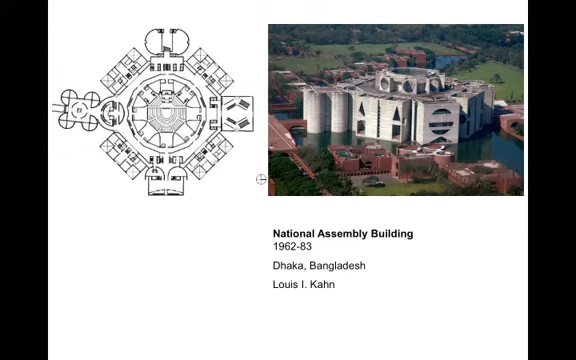 National Assembly Building
1962-83
Dhaka, Bangladesh
Louis I. Kahn